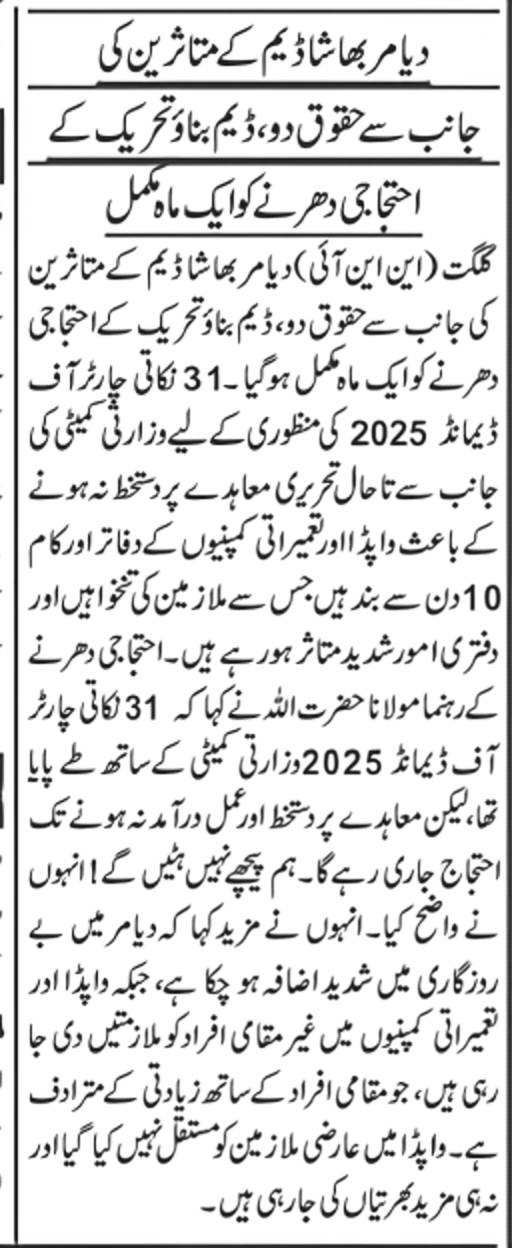 دیامر بھاشا ڈیم کے متاثرین کی
جانب سے حقوق دو، ڈیم بناؤ تحریک کے
احتجاجی دھرنے کو ایک ماہ مکمل
گلگت (این این آئی) دیامر بھاشا ڈیم کے متاثرین
کی جانب سے حقوق دو، ڈیم بناؤ تحریک کے احتجاجی
دھرنے کو ایک ماہ مکمل ہو گیا۔ 31 نکاتی چارٹر آف
ڈیمانڈ 2025 کی منظوری کے لیے وزارتی کمیٹی کی
جانب سے تاحال تحریری معاہدے پر دستخط نہ ہونے
کے باعث واپڈا اور تعمیراتی کمپنیوں کے دفاتر اور کام
10 دن سے بند ہیں جس سے ملازمین کی تنخواہیں اور
دفتری امور شدید متاثر ہو رہے ہیں۔ احتجاجی دھرنے
کے رہنما مولانا حضرت اللہ نے کہا کہ 31 نکاتی چارٹر
آف ڈیمانڈ 2025 وزارتی کمیٹی کے ساتھ طے پایا
تھا، لیکن معاہدے پر دستخط اور عمل درآمد نہ ہونے تک
احتجاج جاری رہے گا۔ ہم پیچھے نہیں ہٹیں گے! انہوں
نے واضح کیا۔ انہوں نے مزید کہا کہ دیامر میں بے
روزگاری میں شدید اضافہ ہو چکا ہے، جبکہ واپڈا اور
تعمیراتی کمپنیوں میں غیر مقامی افراد کو ملازمتیں دی جا
رہی ہیں، جو مقامی افراد کے ساتھ زیادتی کے مترادف
ہے۔ واپڈا میں عارضی ملازمین کو مستقل نہیں کیا گیا اور
نہ ہی مزید بھرتیاں کی جا رہی ہیں۔